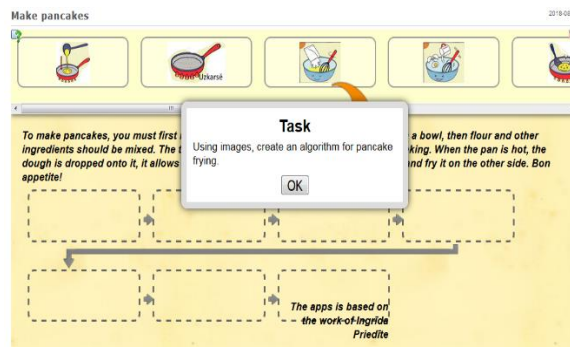 Make pancakes
2018-08
Uzkarsē
Task
Using images, create an algorithm for pancake
frying.
OK
To make pancakes, you must first a bowl, then flour and other
ingredients should be mixed. The king. When the pan is hot, the
dough is dropped onto it, it allows and fry it on the other side. Bon
appetite!
The apps is based on
the work of Ingrīda
Priedīte